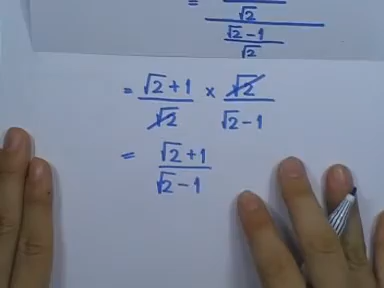 = √2
√2 − 1
√2
= √2 + 1 / √2 × √2 / √2 − 1
= √2 + 1 / √2 − 1